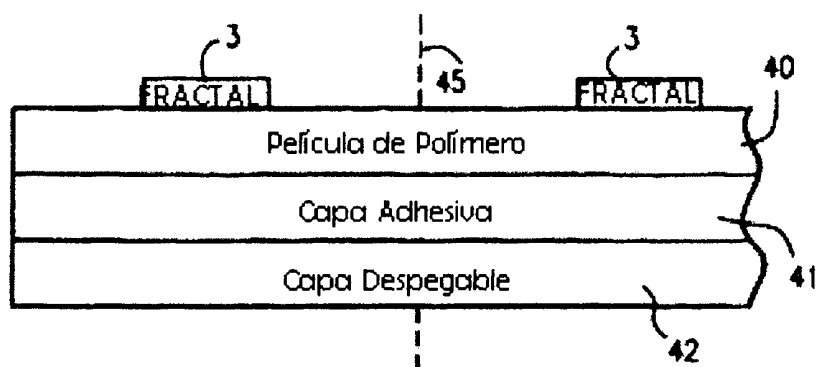 3 3
FRACTAL 45 FRACTAL 40
Película de Polímero
Capa Adhesiva
41
Capa Despegable
42